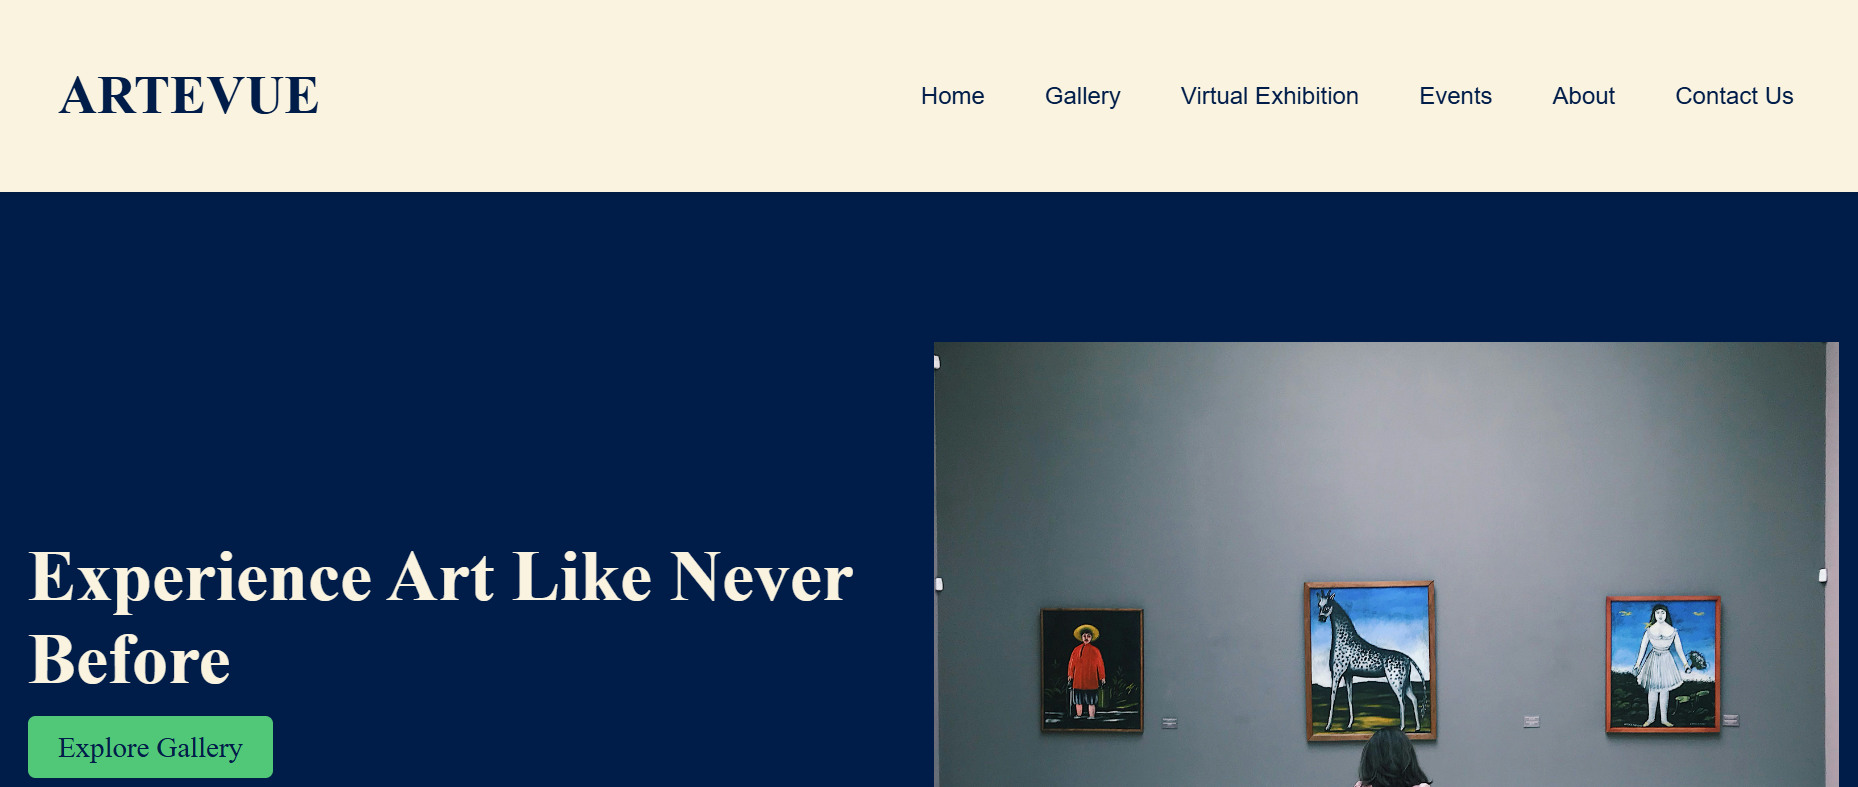 ARTEVUE
Home Gallery Virtual Exhibition Events About Contact Us
Experience Art Like Never
Before
Explore Gallery